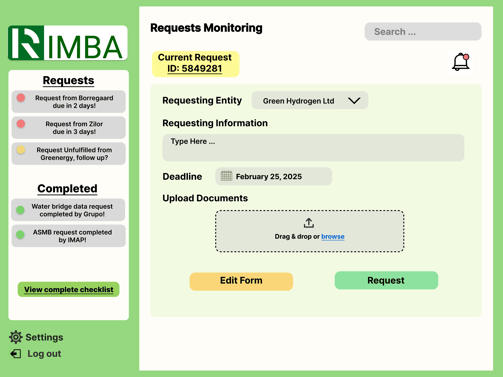 RIMBA
Requests
Request from Borregaard
due in 2 days!
Request from Zilor
due in 3 days!
Request Unfulfilled from
Greenergy, follow up?
Completed
Water bridge data request
completed by Grupo!
ASMB request completed
by IMAP!
View complete checklist
Settings
Log out
Requests Monitoring
Search ...
Current Request
ID: 5849281
Requesting Entity
Green Hydrogen Ltd
Requesting Information
Type Here ...
Deadline
February 25, 2025
Upload Documents
Drag & drop or browse
Edit Form
Request